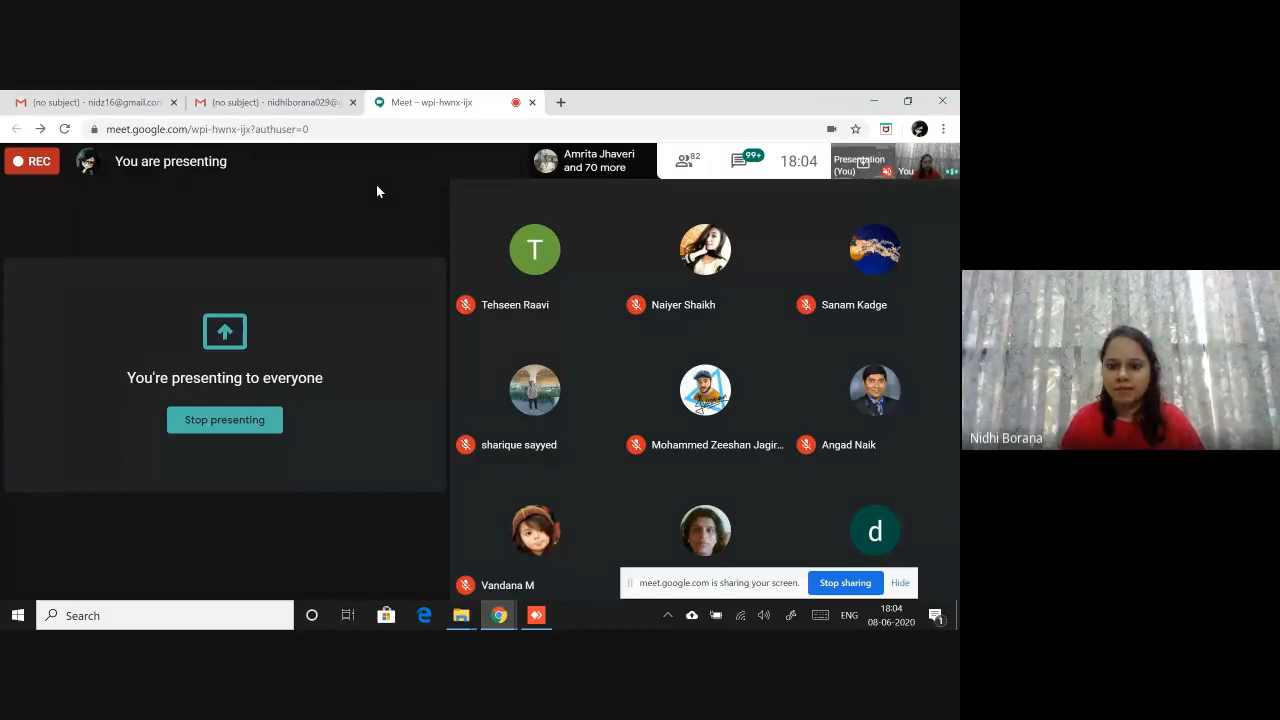 (no subject) - nidz16@gmail.com
(no subject) - nidhiborana029@g
Meet – wpi-hwnx-ijx
meet.google.com/wpi-hwnx-ijx?authuser=0
REC
You are presenting
Amrita Jhaveri
and 70 more
82
99+
18:04
Presentation
(You)
You
T
Tehseen Raavi
Naiyer Shaikh
Sanam Kadge
You're presenting to everyone
Stop presenting
sharique sayyed
Mohammed Zeeshan Jagir...
Angad Naik
Nidhi Borana
d
Vandana M
meet.google.com is sharing your screen.
Stop sharing
Hide
Search
ENG
18:04
08-06-2020
1